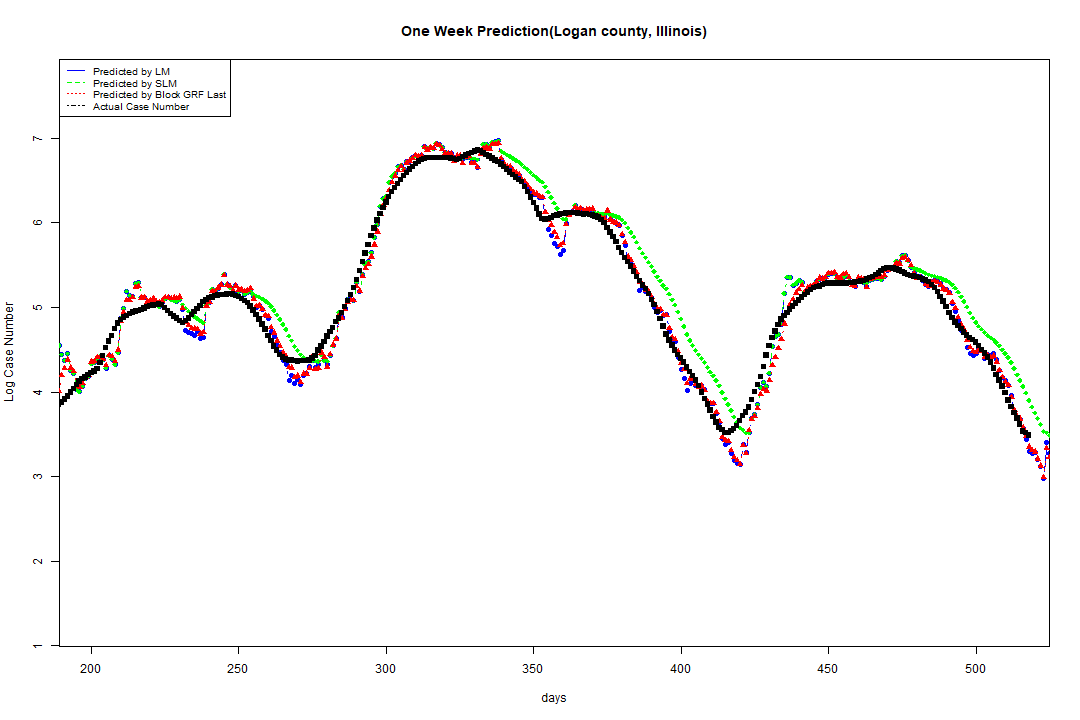 One Week Prediction(Logan county, Illinois)
Predicted by LM
Predicted by SLM
Predicted by Block GRF Last
Actual Case Number
7
6
5
4
3
2
1
Log Case Number
200 250 300 350 400 450 500
days